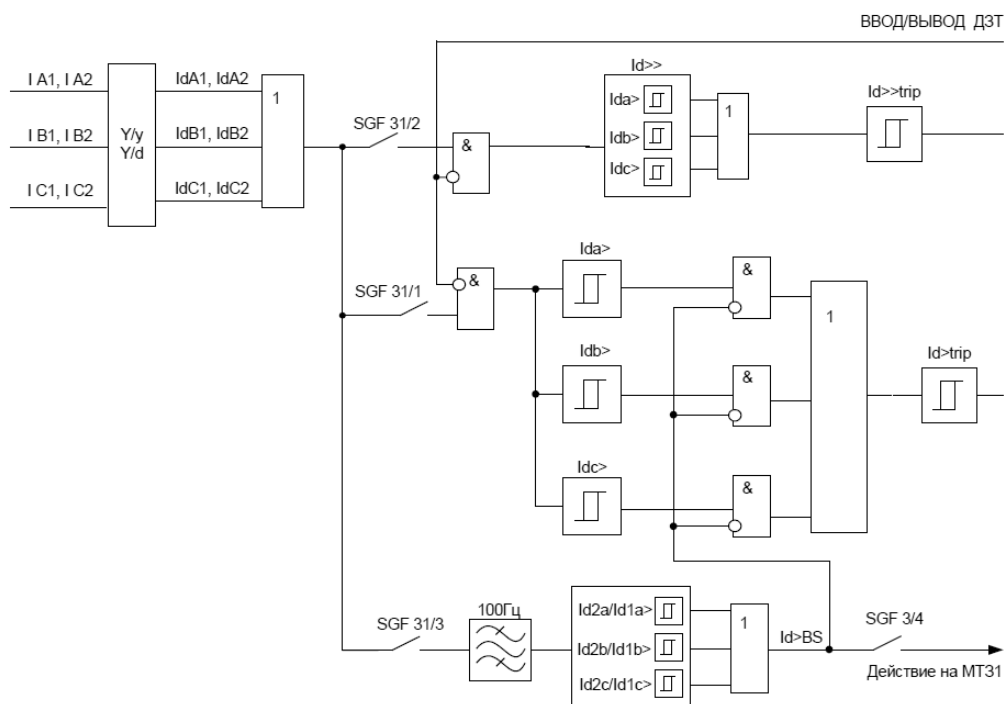 ВВОД/ВЫВОД ДЗТ
I A1, I A2
IdA1, IdA2
1
Id>>
Ida>
Idb>
Idc>
1
Id>>trip
I B1, I B2
Y/y
Y/d
IdB1, IdB2
SGF 31/2
&
I C1, I C2
IdC1, IdC2
SGF 31/1
&
Ida>
&
1
Idb>
&
Id>trip
Idc>
&
SGF 31/3
100Гц
Id2a/Id1a>
Id2b/Id1b>
Id2c/Id1c>
1
Id>BS
SGF 3/4
Действие на МТЗ1